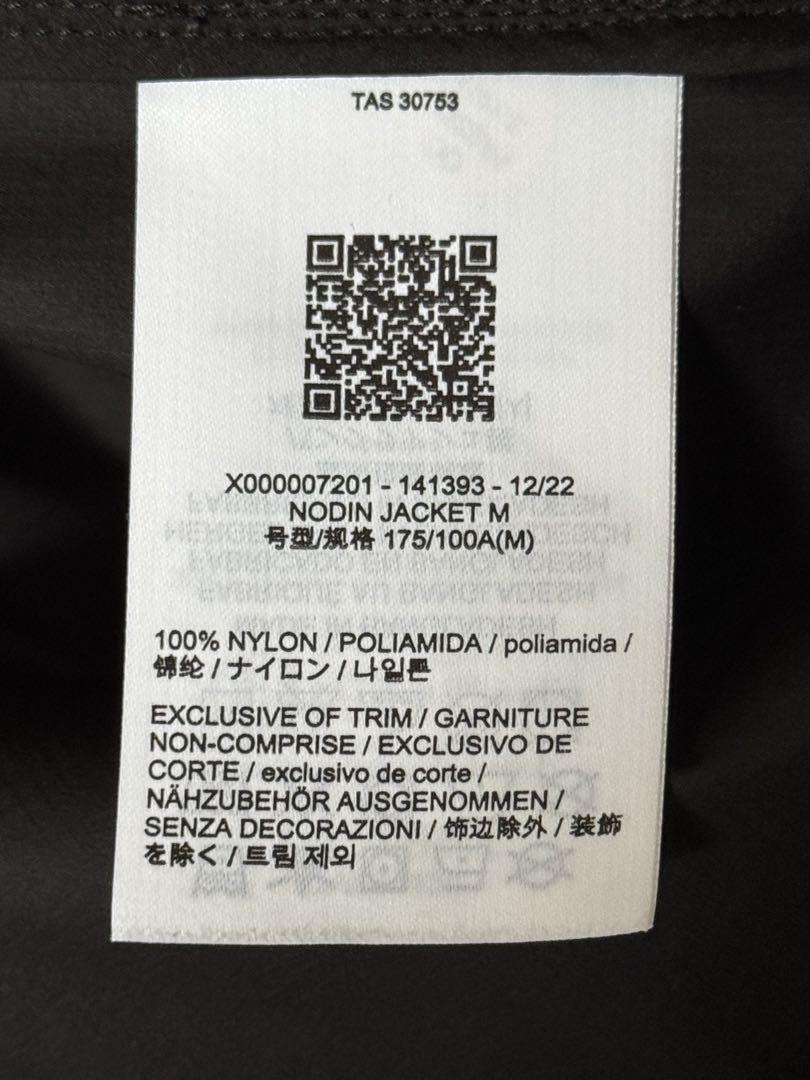 TAS 30753
X000007201 - 141393 - 12/22
NODIN JACKET M
号型/规格 175/100A(M)
100% NYLON / POLIAMIDA / poliamida /
锦纶 / ナイロン / 나일론
EXCLUSIVE OF TRIM / GARNITURE
NON-COMPRISE / EXCLUSIVO DE
CORTE / exclusivo de corte /
NÄHZUBEHÖR AUSGENOMMEN /
SENZA DECORAZIONI / 饰边除外 / 装飾
を除く / 트림 제외